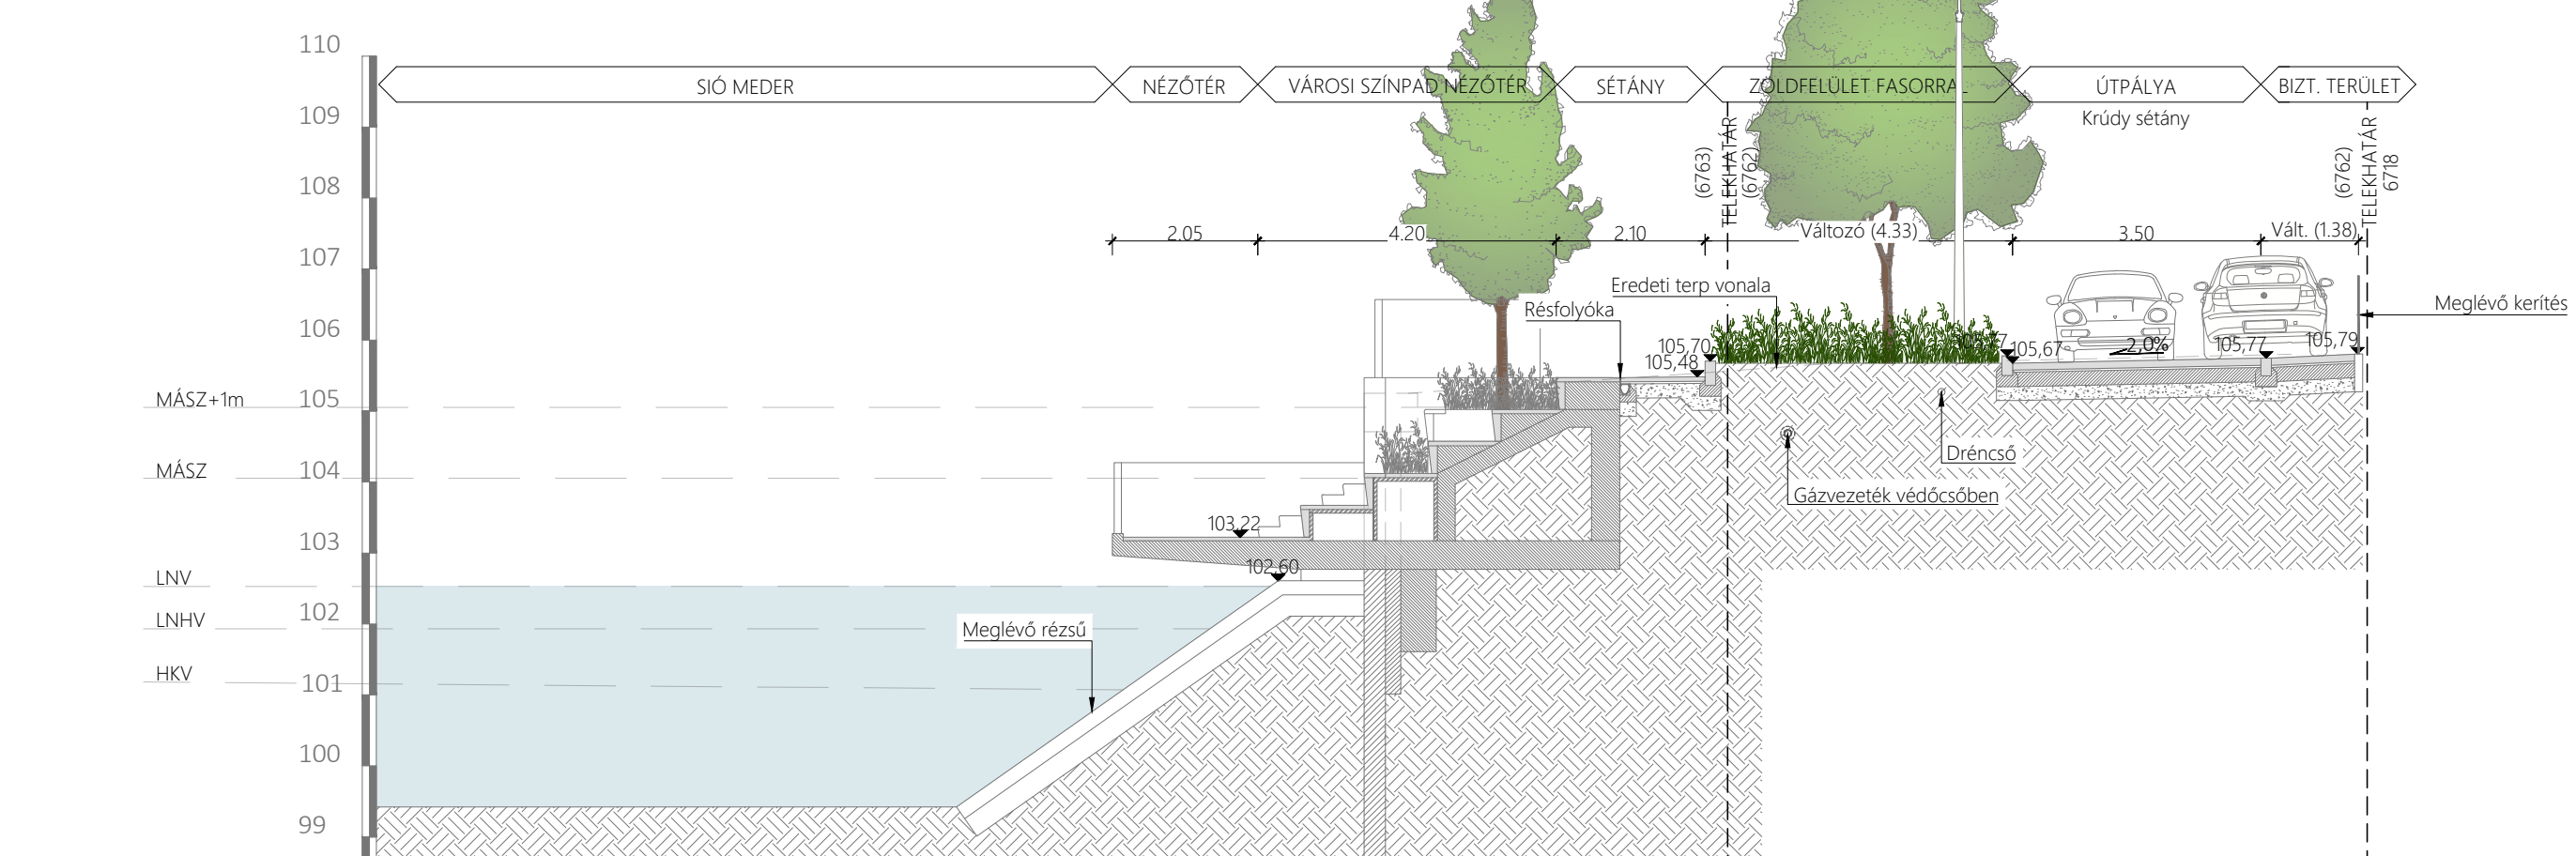 110
SIÓ MEDER
NÉZŐTÉR
VÁROSI SZÍNPAD NÉZŐTÉR
SÉTÁNY
ZÖLDFELÜLET FASORRAL
ÚTPÁLYA
BIZT. TERÜLET
109
Krúdy sétány
(6763)
TELEKHATÁR
(6762)
(6762)
TELEKHATÁR
6718
108
2.05
4.20
2.10
Változó (4.33)
3.50
Vált. (1.38)
107
Eredeti terp vonala
Résfolyóka
Meglévő kerítés
106
105,70
105,48
105,67
2,0%
105,77
105,79
MÁSZ+1m
105
MÁSZ
104
Dréncső
Gázvezeték védőcsőben
103,22
103
102,60
LNV
LNHV
102
Meglévő rézsű
HKV
101
100
99